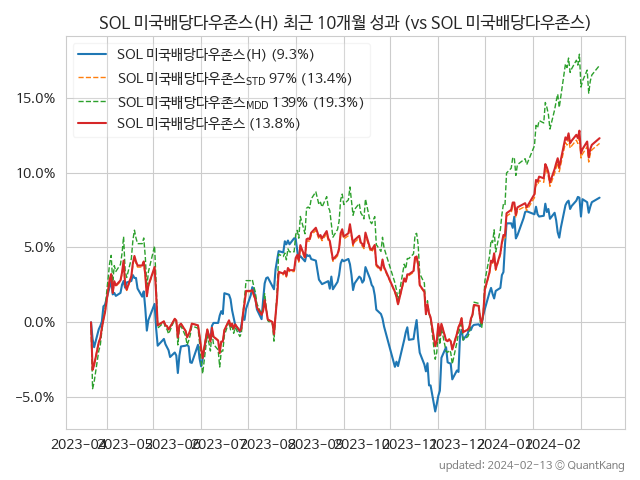 SOL 미국배당다우존스(H) 최근 10개월 성과 (vs SOL 미국배당다우존스)
SOL 미국배당다우존스(H) (9.3%)
SOL 미국배당다우존스STD 97% (13.4%)
SOL 미국배당다우존스MDD 139% (19.3%)
SOL 미국배당다우존스 (13.8%)
15.0%
10.0%
5.0%
0.0%
−5.0%
2023-04 2023-05 2023-06 2023-07 2023-08 2023-09 2023-10 2023-11 2023-12 2024-01 2024-02
updated: 2024-02-13 © QuantKang